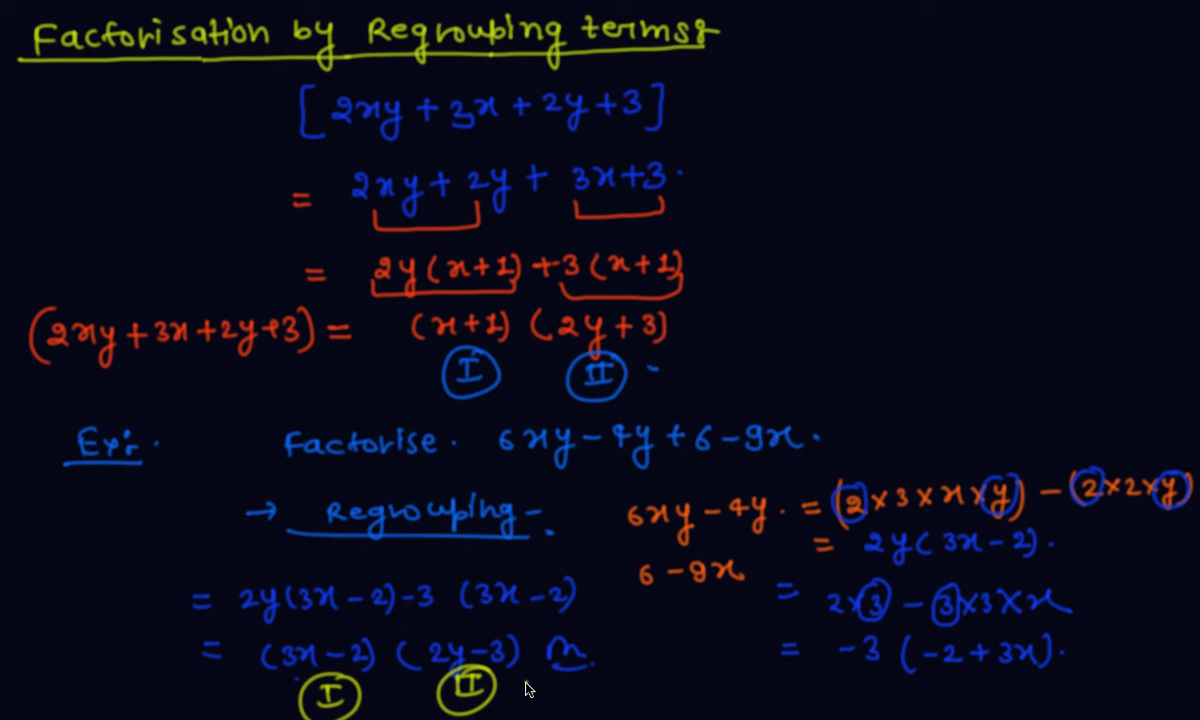 Factorisation by Regrouping terms:
[2xy + 3x + 2y + 3]
= 2xy + 2y + 3x + 3.
= 2y (x+1) + 3 (x+1)
(2xy + 3x + 2y + 3) = (x+1) (2y + 3)
I II
Ex:. Factorise. 6xy - 4y + 6 - 9x.
→ Regrouping -
6xy - 4y. = (2 × 3 × x × y) - (2 × 2 × y)
= 2y (3x - 2).
6 - 9x = 2 × 3 - 3 × 3 × x
= -3 (-2 + 3x).
= 2y (3x - 2) - 3 (3x - 2)
= (3x - 2) (2y - 3)
I II